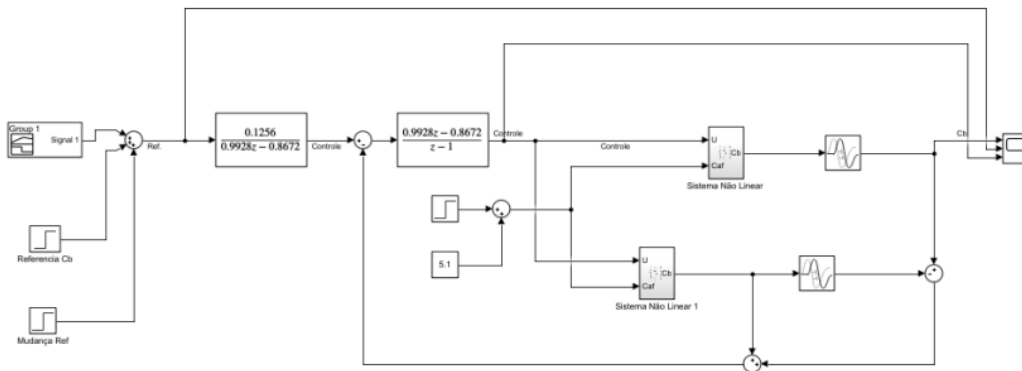 Group 1
Signal 1
Ref.
0.1256
0.9928z − 0.8672
Controle
0.9928z − 0.8672
z − 1
Controle
Controle
U
Caf
Cb
Sistema Não Linear
Cb
Referencia Cb
5.1
U
Caf
Cb
Sistema Não Linear 1
Mudança Ref